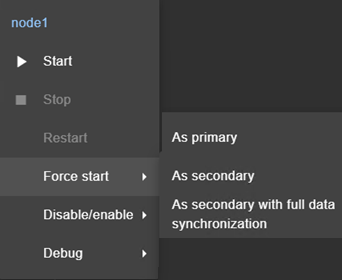 node1
Start
Stop
Restart
Force start
Disable/enable
Debug
As primary
As secondary
As secondary with full data
synchronization